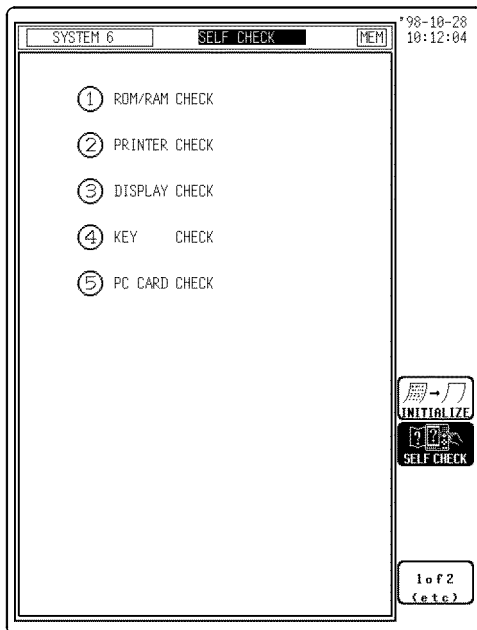 '98-10-28
SYSTEM 6 SELF CHECK MEM 10:12:04
1 ROM/RAM CHECK
2 PRINTER CHECK
3 DISPLAY CHECK
4 KEY CHECK
5 PC CARD CHECK
INITIALIZE
SELF CHECK
1of2
(etc)